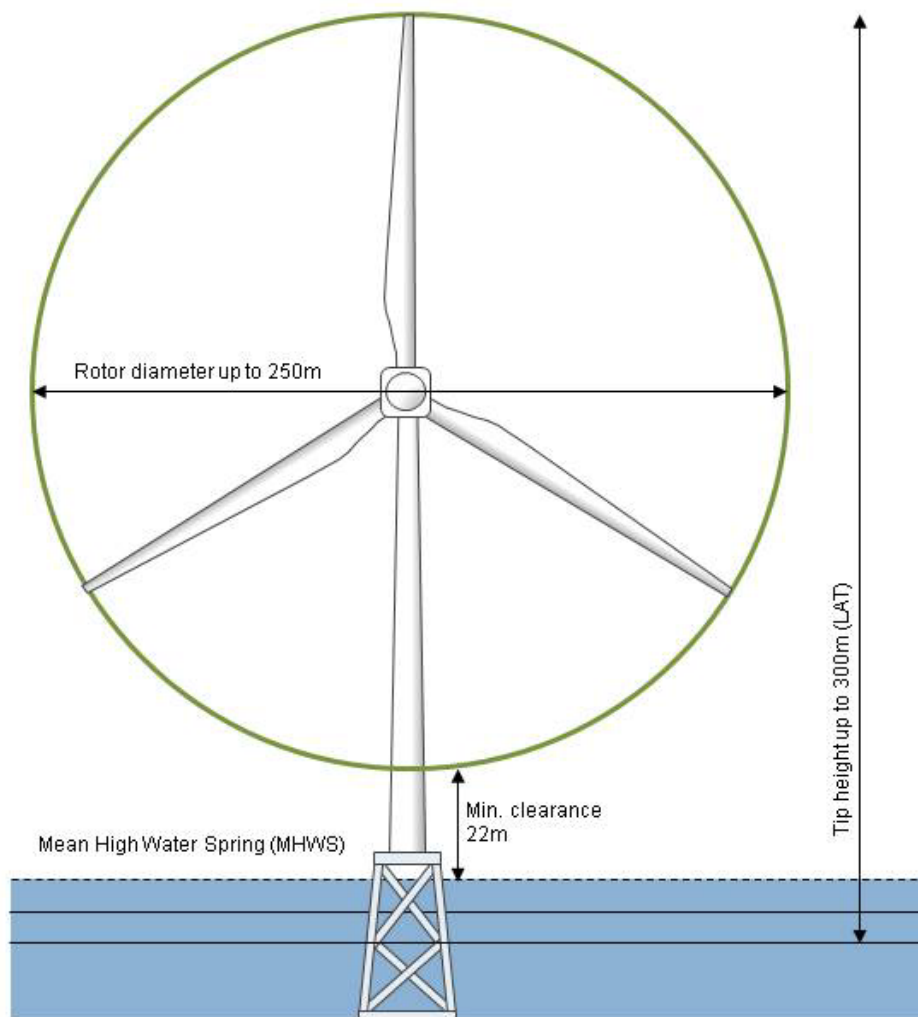 Rotor diameter up to 250m
Tip height up to 300m (LAT)
Min. clearance
22m
Mean High Water Spring (MHWS)